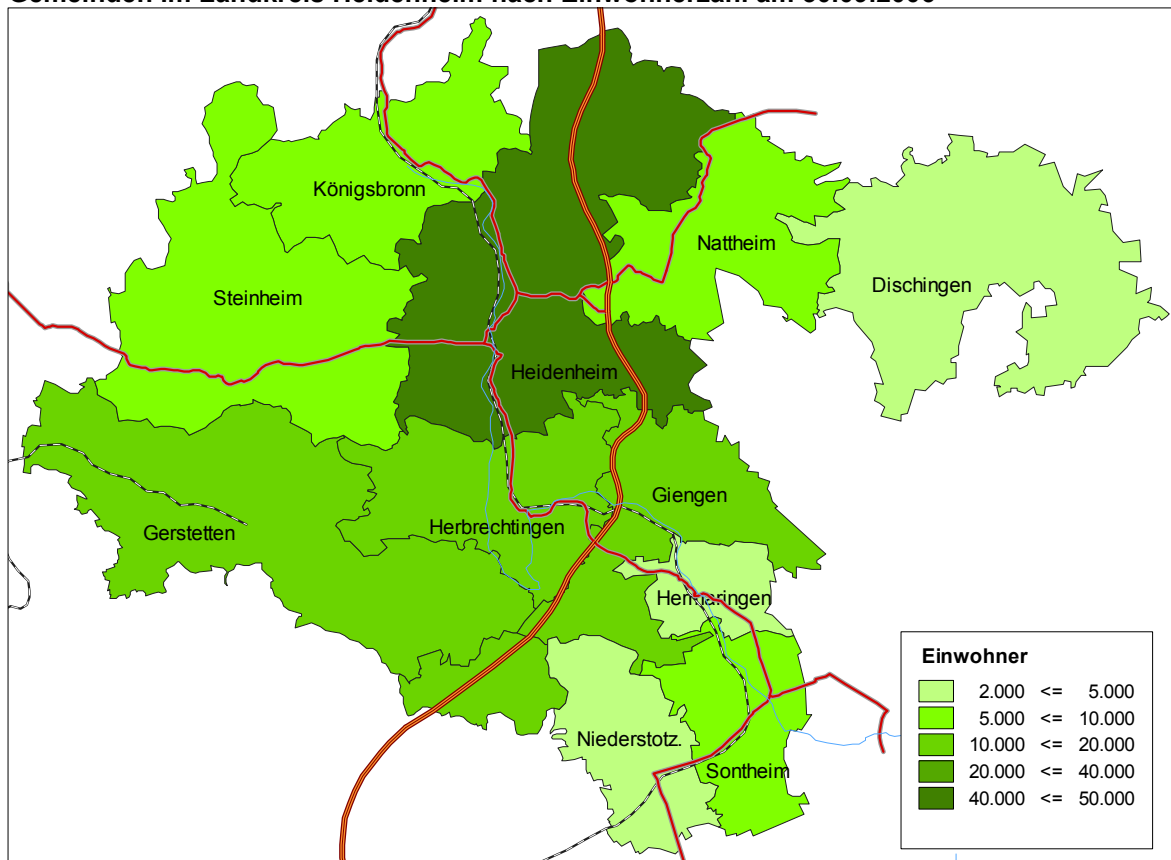 Königsbronn
Nattheim
Dischingen
Steinheim
Heidenheim
Giengen
Herbrechtingen
Gerstetten
Hermaringen
Niederstotz.
Sontheim
Einwohner
2.000 <= 5.000
5.000 <= 10.000
10.000 <= 20.000
20.000 <= 40.000
40.000 <= 50.000